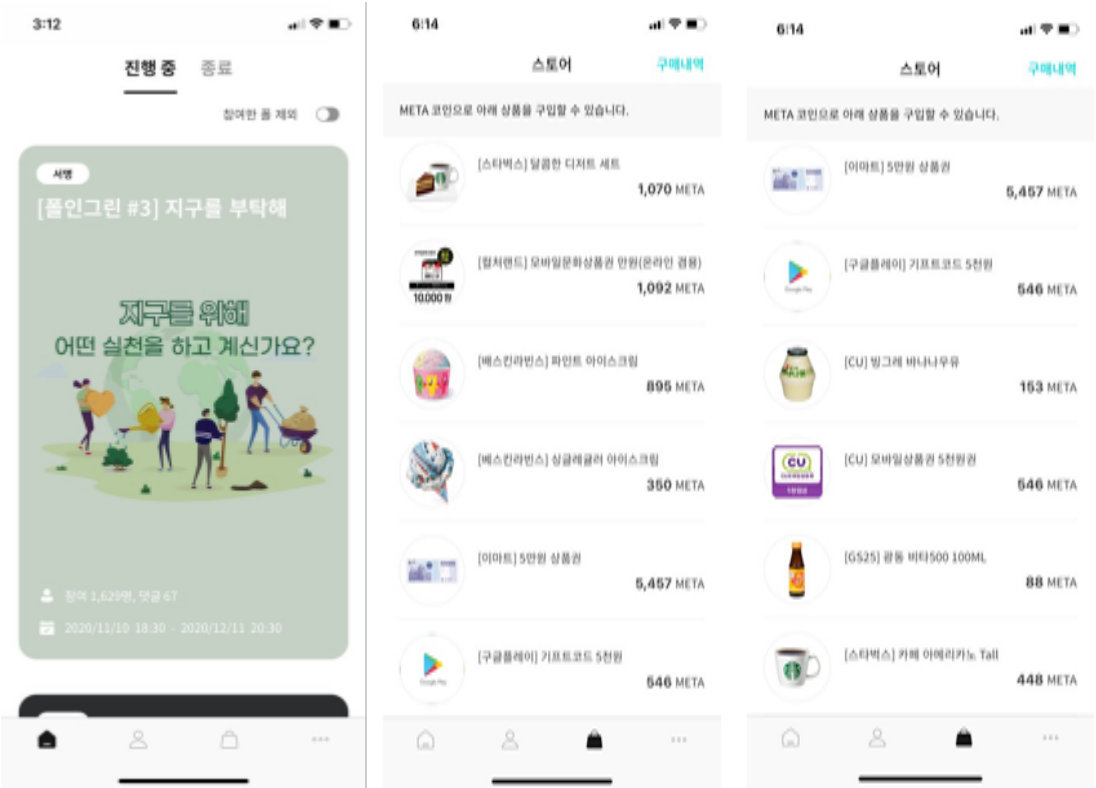 3:12
진행 중 종료
참여한 폴 제외
서명
[폴인그린 #3] 지구를 부탁해
지구를 위해
어떤 실천을 하고 계신가요?
참여 1,629명, 댓글 67
2020/11/10 18:30 - 2020/12/11 20:30
6:14
스토어 구매내역
META 코인으로 아래 상품을 구입할 수 있습니다.
[스타벅스] 달콤한 디저트 세트
1,070 META
[컬처랜드] 모바일문화상품권 만원(온라인 겸용)
1,092 META
10,000원
[배스킨라빈스] 파인트 아이스크림
895 META
[배스킨라빈스] 싱글레귤러 아이스크림
350 META
[이마트] 5만원 상품권
5,457 META
[구글플레이] 기프트코드 5천원
546 META
Google Play
6:14
스토어 구매내역
META 코인으로 아래 상품을 구입할 수 있습니다.
[이마트] 5만원 상품권
5,457 META
[구글플레이] 기프트코드 5천원
546 META
Google Play
[CU] 빙그레 바나나우유
153 META
[CU] 모바일상품권 5천원권
546 META
CU
[GS25] 광동 비타500 100ML
88 META
[스타벅스] 카페 아메리카노 Tall
448 META